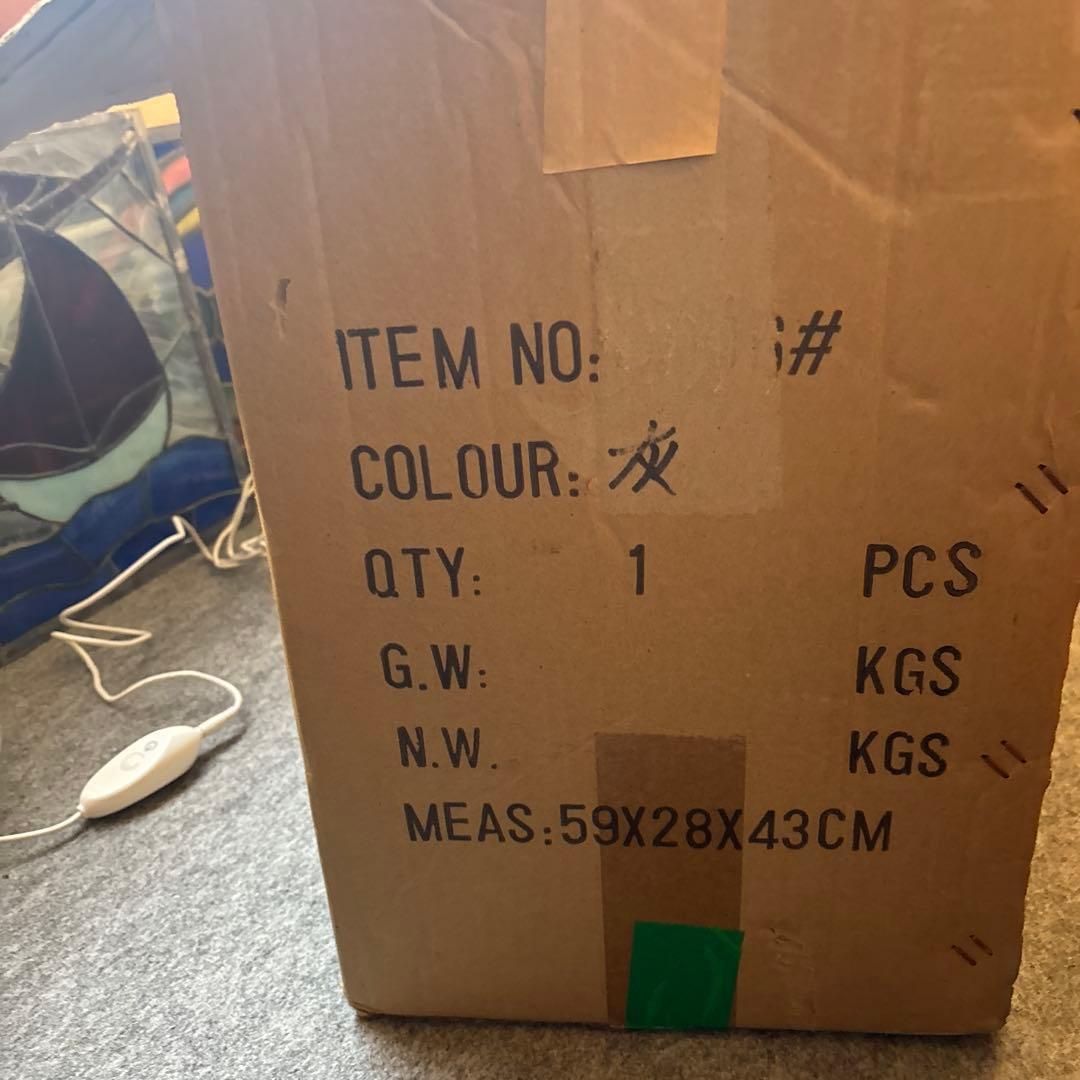 ITEM NO: #
COLOUR: 灰
QTY: 1 PCS
G.W: KGS
N.W. KGS
MEAS:59X28X43CM